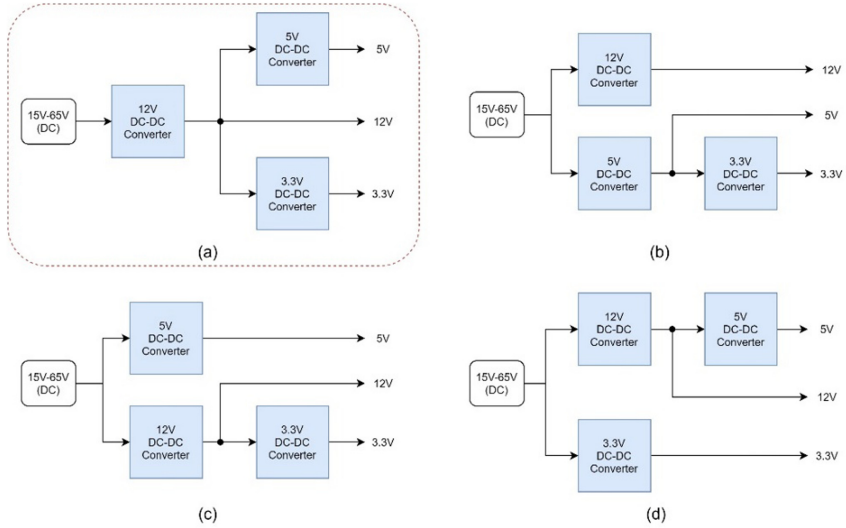 5V
DC-DC
Converter
5V
15V-65V
(DC)
12V
DC-DC
Converter
12V
3.3V
DC-DC
Converter
3.3V
(a)
12V
DC-DC
Converter
12V
15V-65V
(DC)
5V
5V
DC-DC
Converter
3.3V
DC-DC
Converter
3.3V
(b)
5V
DC-DC
Converter
5V
15V-65V
(DC)
12V
12V
DC-DC
Converter
3.3V
DC-DC
Converter
3.3V
(c)
12V
DC-DC
Converter
5V
DC-DC
Converter
5V
15V-65V
(DC)
12V
3.3V
DC-DC
Converter
3.3V
(d)